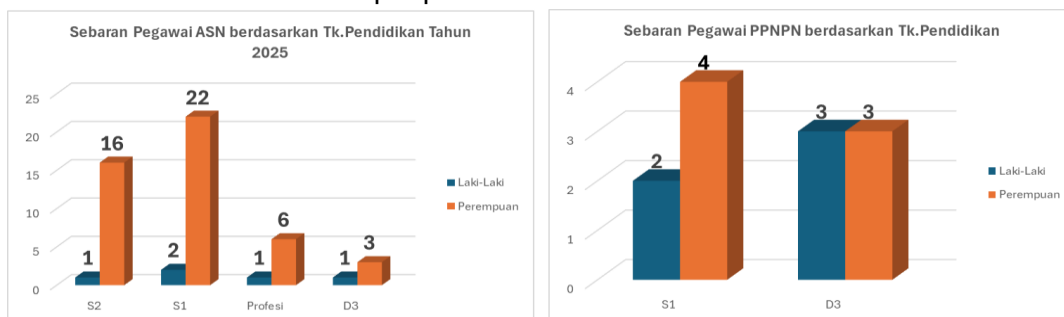 Sebaran Pegawai ASN berdasarkan Tk.Pendidikan Tahun
2025
25
20
15
10
5
0
1
16
2
22
1
6
1
3
S2
S1
Profesi
D3
Laki-Laki
Perempuan
Sebaran Pegawai PPNPN berdasarkan Tk.Pendidikan
4
3
2
1
0
2
4
3
3
S1
D3
Laki-Laki
Perempuan